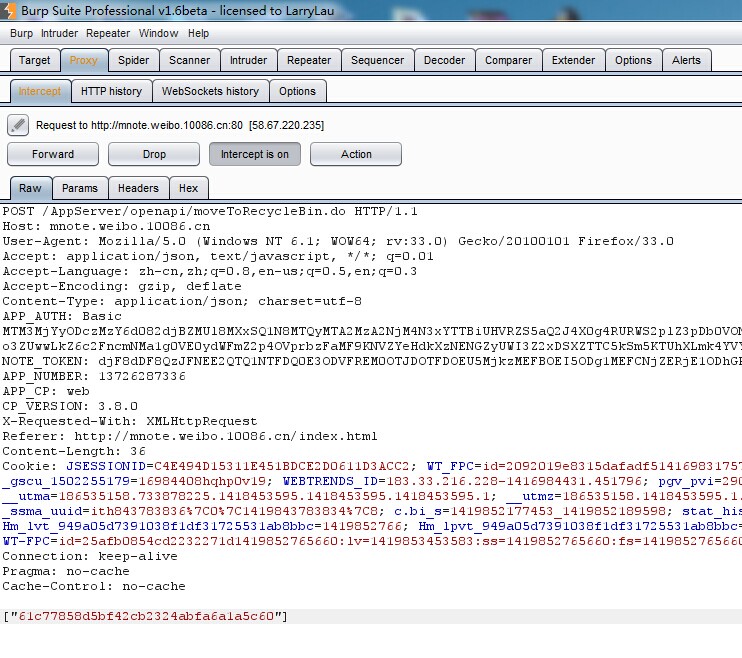 Burp Suite Professional v1.6beta - licensed to LarryLau
Burp Intruder Repeater Window Help
Target Proxy Spider Scanner Intruder Repeater Sequencer Decoder Comparer Extender Options Alerts
Intercept HTTP history WebSockets history Options
Request to http://mnote.weibo.10086.cn:80 [58.67.220.235]
Forward Drop Intercept is on Action
Raw Params Headers Hex
POST /AppServer/openapi/moveToRecycleBin.do HTTP/1.1
Host: mnote.weibo.10086.cn
User-Agent: Mozilla/5.0 (Windows NT 6.1; WOW64; rv:33.0) Gecko/20100101 Firefox/33.0
Accept: application/json, text/javascript, */*; q=0.01
Accept-Language: zh-cn,zh;q=0.8,en-us;q=0.5,en;q=0.3
Accept-Encoding: gzip, deflate
Content-Type: application/json; charset=utf-8
APP_AUTH: Basic
NOTE_TOKEN:
APP_NUMBER: 13726287336
APP_CP: web
CP_VERSION: 3.8.0
X-Requested-With: XMLHttpRequest
Referer: http://mnote.weibo.10086.cn/index.html
Content-Length: 36
Cookie: JSESSIONID=C4E494D15311E451BDCE2D0611D3ACC2; WT_FPC=id=2092019e8315dafadf514169831757
_gscu_1502255179=16984408hqhp0v19; WEBTRENDS_ID=183.33.216.228-1416984431.451796; pgv_pvi=290
__utma=186535158.733878225.1418453595.1418453595.1418453595.1; __utmz=186535158.1418453595.1.
_ssma_uuid=ith843783836%7C0%7C1419843783834%7C8; c.bi_s=1419852177453_1419852189598; stat_his
Hm_lvt_949a05d7391038f1df31725531ab8bbc=1419852766; Hm_lpvt_949a05d7391038f1df31725531ab8bbc=
WT-FPC=id=25afb0854cd2232271d1419852765660:lv=1419853453583:ss=1419852765660:fs=1419852765660
Connection: keep-alive
Pragma: no-cache
Cache-Control: no-cache
["61c77858d5bf42cb2324abfa6a1a5c60"]